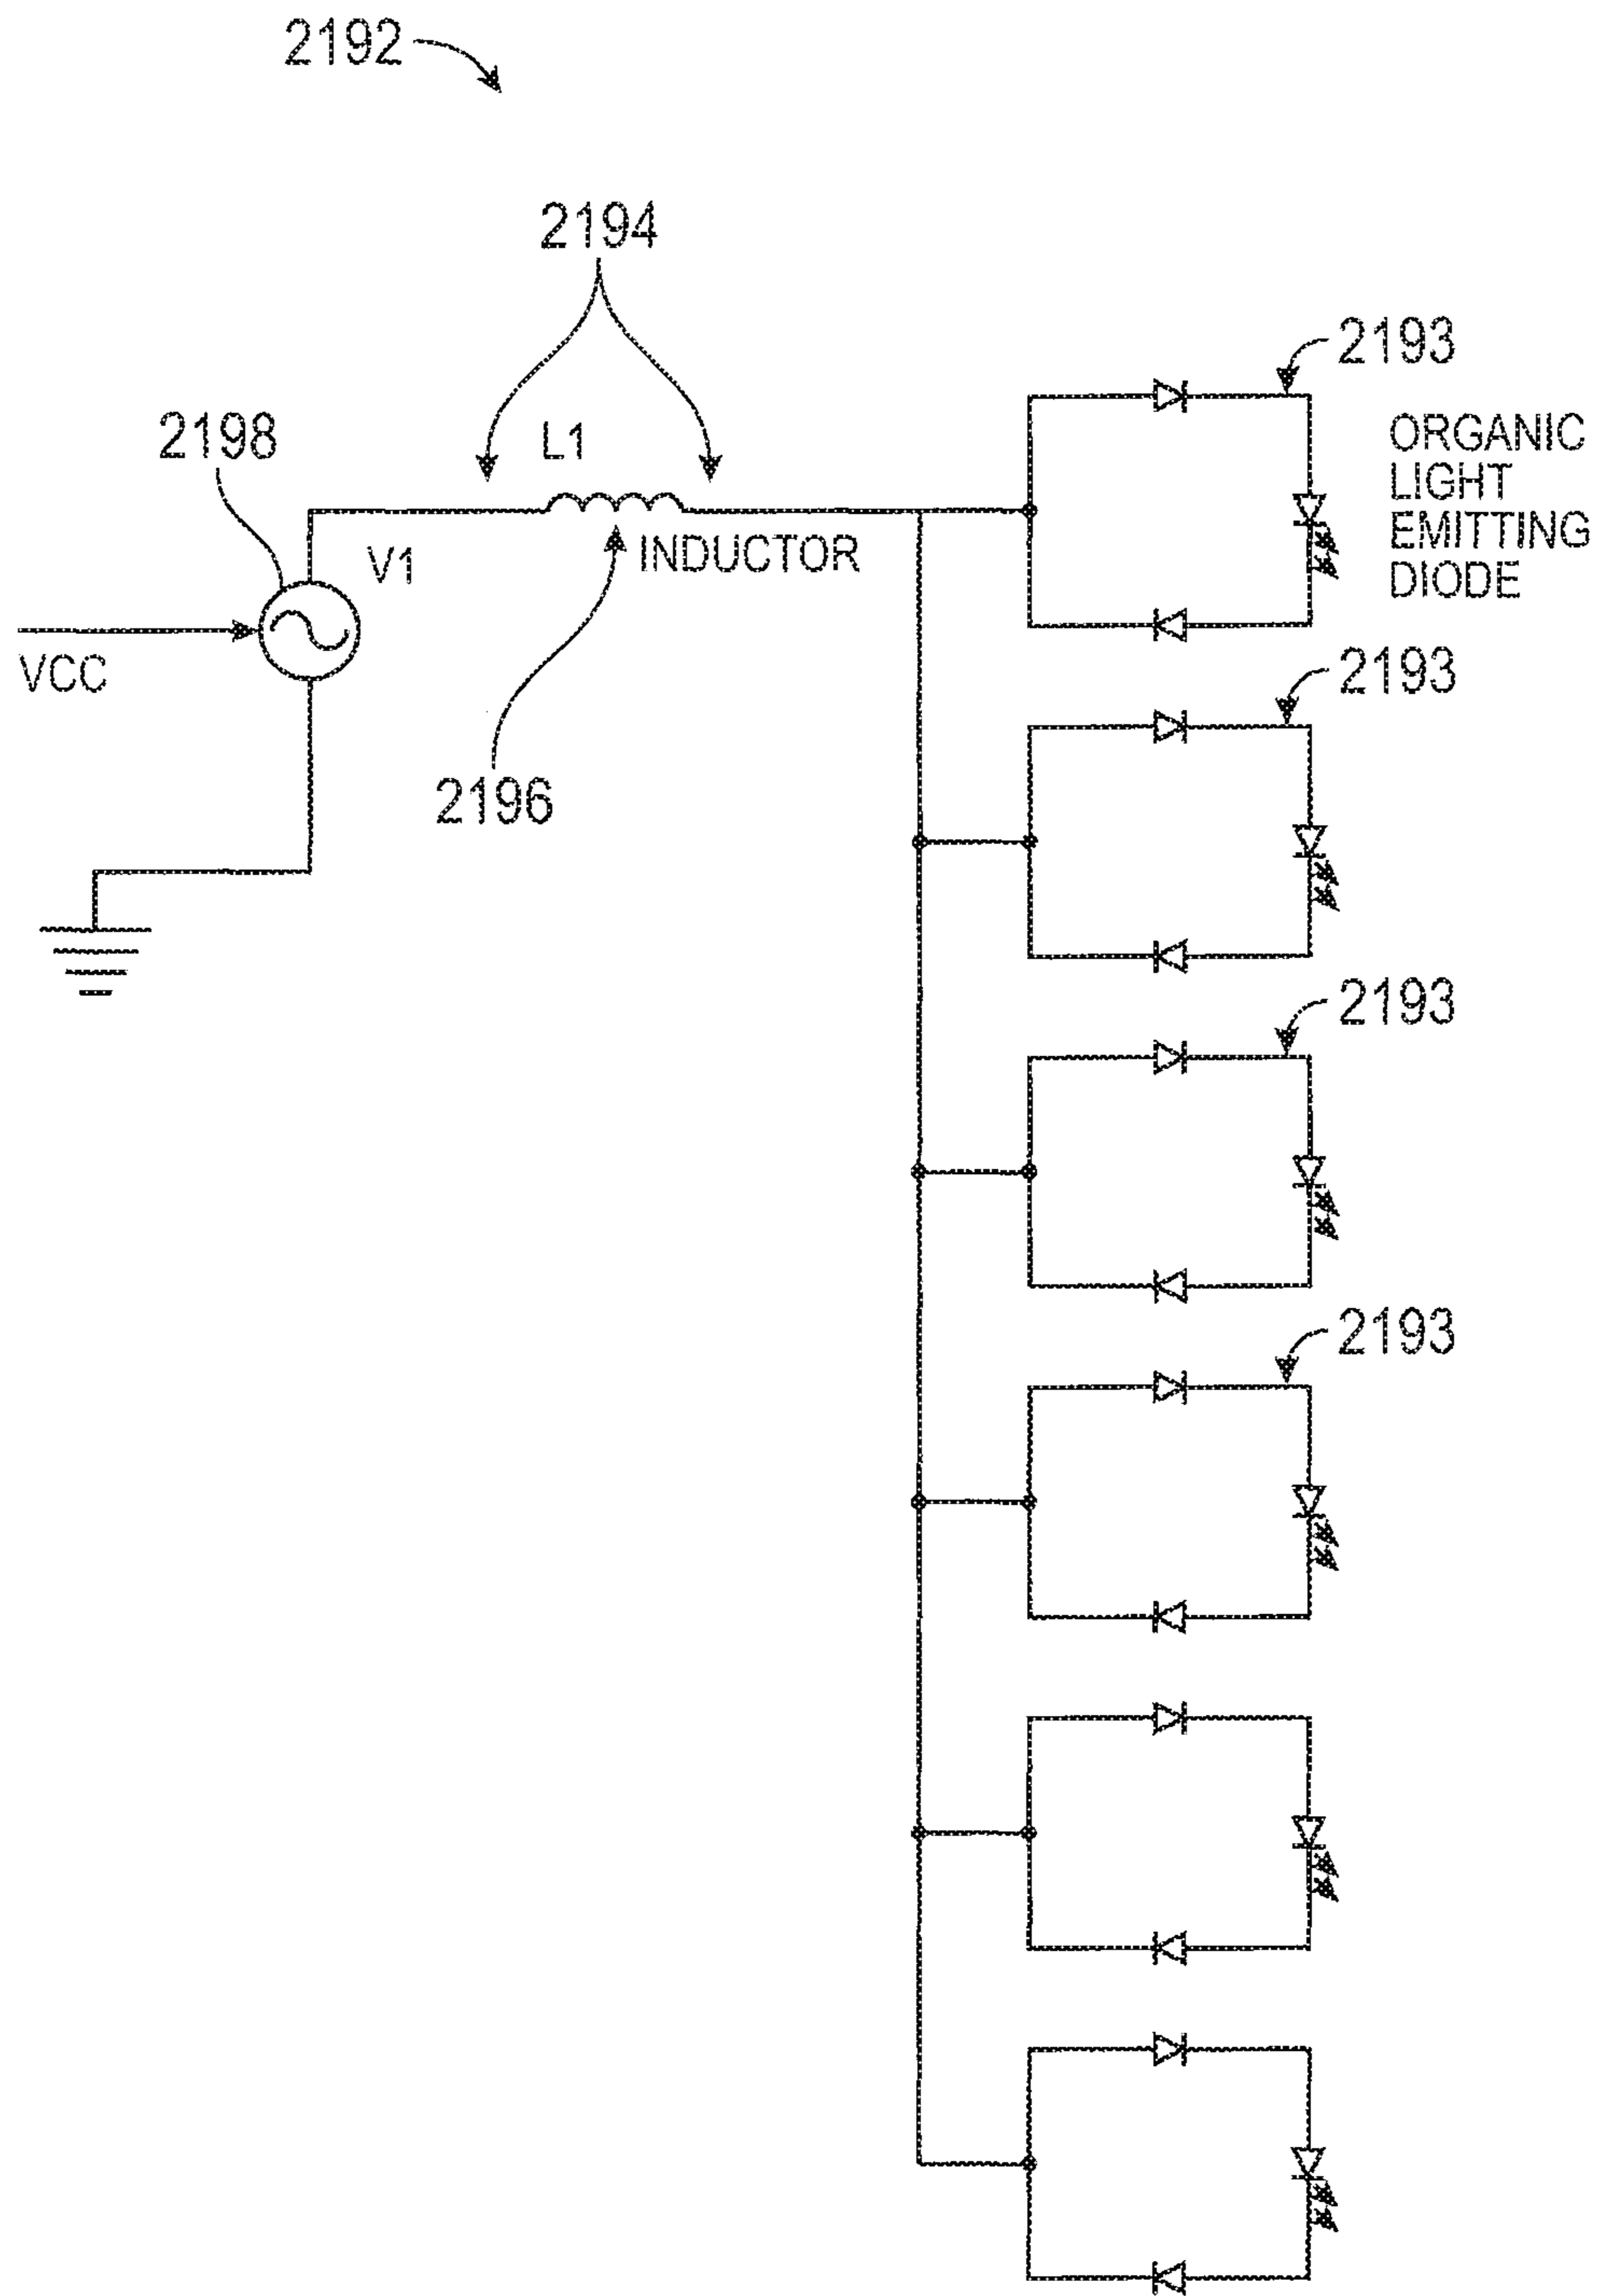 2192
2194
2193
ORGANIC
LIGHT
EMITTING
DIODE
2198
L1
V1
INDUCTOR
VCC
2193
2196
2193
2193